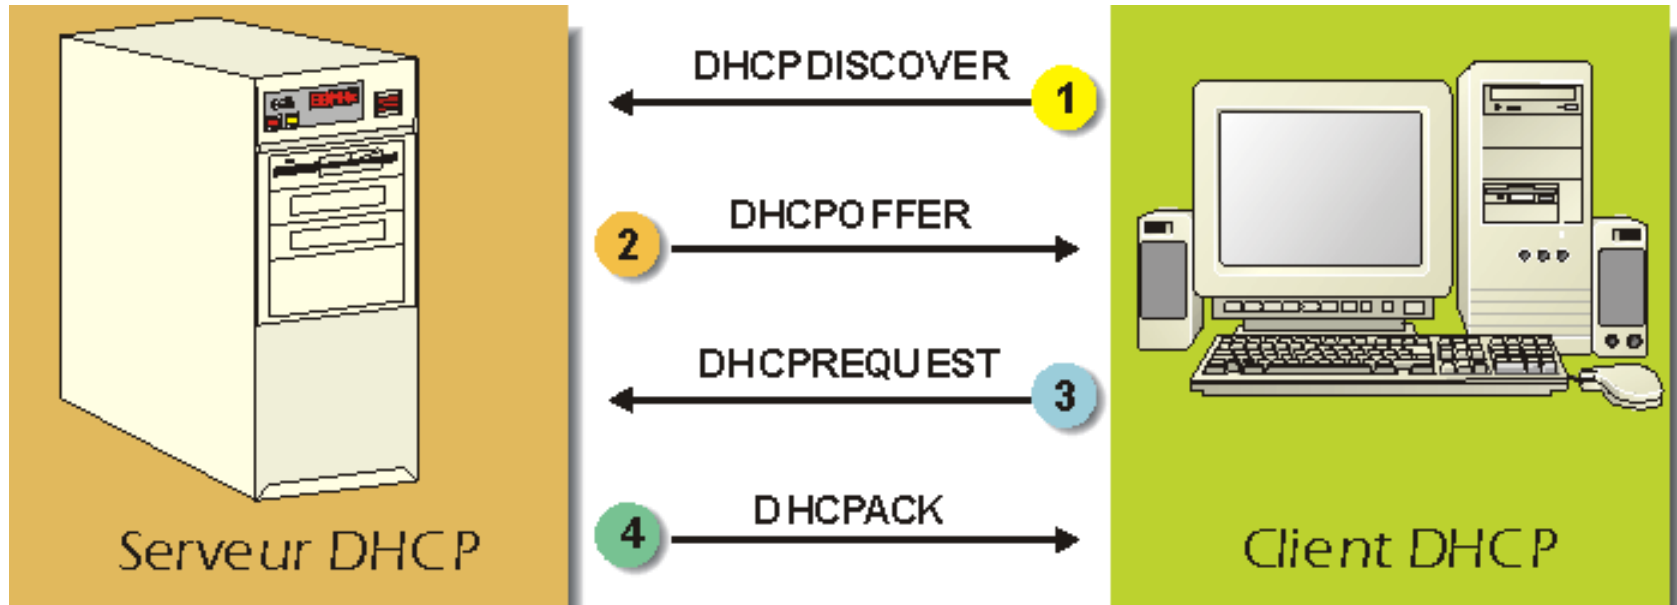 DHCPDISCOVER
1
DHCPOFFER
2
DHCPREQUEST
3
DHCPACK
4
Serveur DHCP
Client DHCP